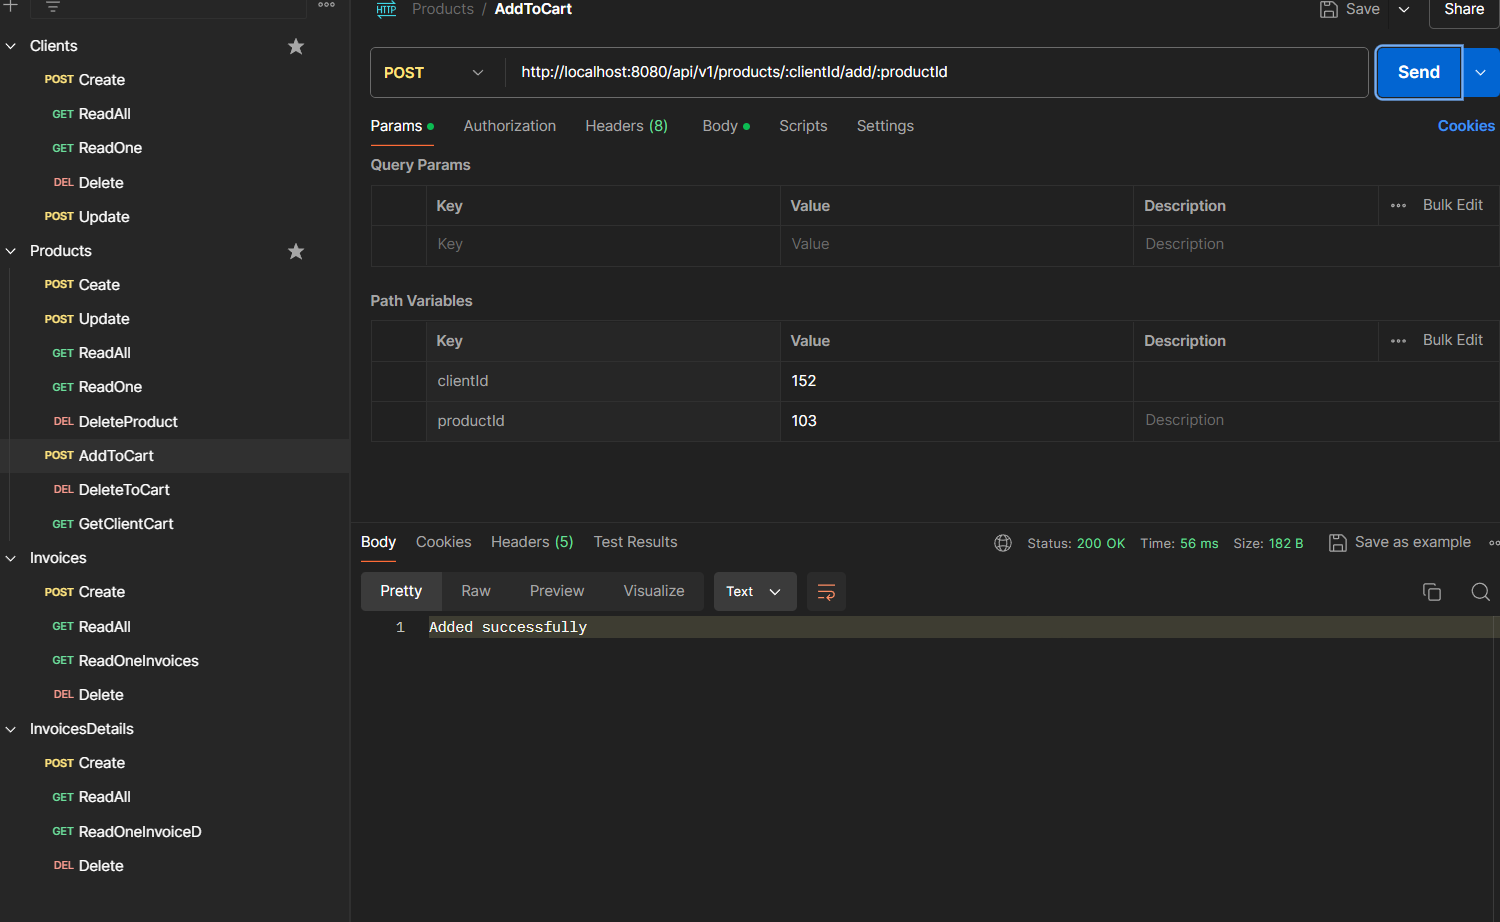 Clients
POST Create
GET ReadAll
GET ReadOne
DEL Delete
POST Update
Products
POST Ceate
POST Update
GET ReadAll
GET ReadOne
DEL DeleteProduct
POST AddToCart
DEL DeleteToCart
GET GetClientCart
Invoices
POST Create
GET ReadAll
GET ReadOneInvoices
DEL Delete
InvoicesDetails
POST Create
GET ReadAll
GET ReadOneInvoiceD
DEL Delete
HTTP Products / AddToCart Save Share
POST http://localhost:8080/api/v1/products/:clientId/add/:productId Send
Params Authorization Headers (8) Body Scripts Settings Cookies
Query Params
Key Value Description Bulk Edit
Key Value Description
Path Variables
Key Value Description Bulk Edit
clientId 152
productId 103 Description
Body Cookies Headers (5) Test Results Status: 200 OK Time: 56 ms Size: 182 B Save as example
Pretty Raw Preview Visualize Text
1 Added successfully